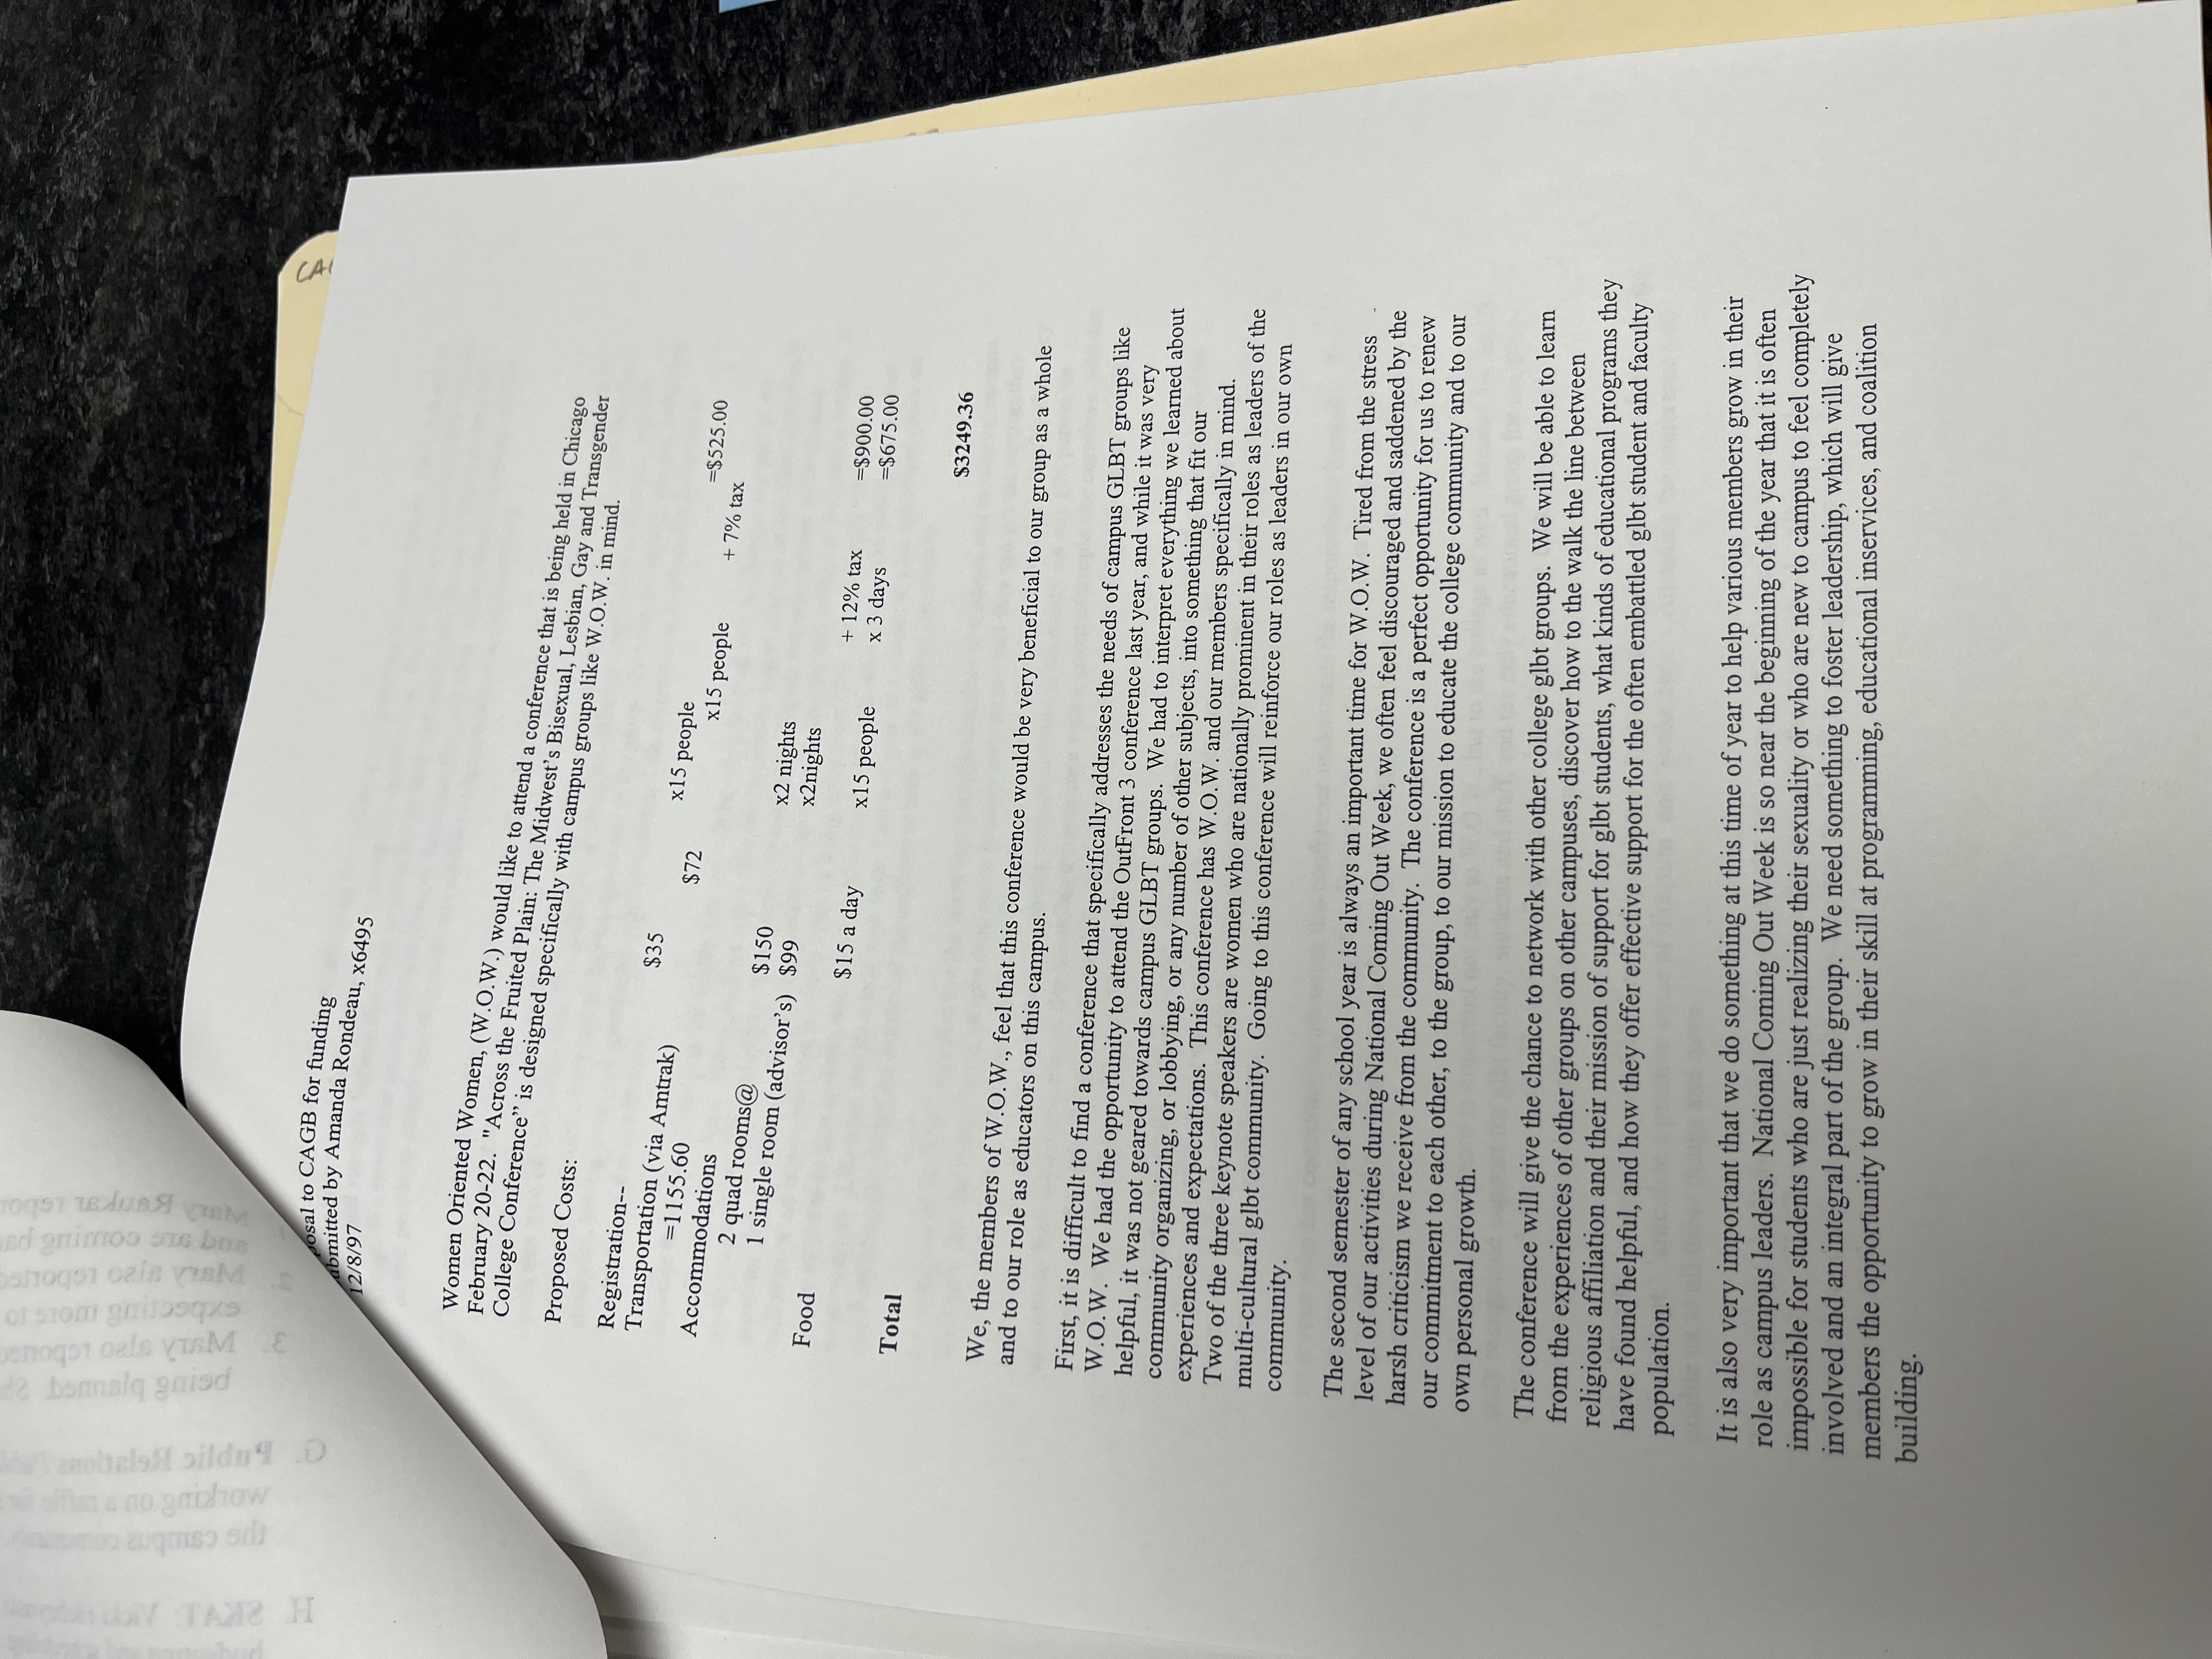 to CAGB for funding
by Amanda Rondeau, x6495
12/8/97
Women Oriented Women, (W.O.W.) would like to attend a conference that is being held in Chicago
February 20-22. "Across the Fruited Plain: The Midwest's Bisexual, Lesbian, Gay and Transgender
College Conference” is designed specifically with campus groups like W.O.W. in mind.
Proposed Costs:
Registration-- $35 x15 people =$525.00
Transportation (via Amtrak) $72 x15 people + 7% tax
=1155.60
Accommodations
2 quad rooms@ $150 x2 nights
1 single room (advisor’s) $99 x2nights + 12% tax =$900.00
Food $15 a day x15 people x 3 days =$675.00
Total $3249.36
We, the members of W.O.W., feel that this conference would be very beneficial to our group as a whole
and to our role as educators on this campus.
First, it is difficult to find a conference that specifically addresses the needs of campus GLBT groups like
W.O.W. We had the opportunity to attend the OutFront 3 conference last year, and while it was very
helpful, it was not geared towards campus GLBT groups. We had to interpret everything we learned about
community organizing, or lobbying, or any number of other subjects, into something that fit our
experiences and expectations. This conference has W.O.W. and our members specifically in mind.
Two of the three keynote speakers are women who are nationally prominent in their roles as leaders of the
multi-cultural glbt community. Going to this conference will reinforce our roles as leaders in our own
community.
The second semester of any school year is always an important time for W.O.W. Tired from the stress
level of our activities during National Coming Out Week, we often feel discouraged and saddened by the
harsh criticism we receive from the community. The conference is a perfect opportunity for us to renew
our commitment to each other, to the group, to our mission to educate the college community and to our
own personal growth.
The conference will give the chance to network with other college glbt groups. We will be able to learn
from the experiences of other groups on other campuses, discover how to the walk the line between
religious affiliation and their mission of support for glbt students, what kinds of educational programs they
have found helpful, and how they offer effective support for the often embattled glbt student and faculty
population.
It is also very important that we do something at this time of year to help various members grow in their
role as campus leaders. National Coming Out Week is so near the beginning of the year that it is often
impossible for students who are just realizing their sexuality or who are new to campus to feel completely
involved and an integral part of the group. We need something to foster leadership, which will give
members the opportunity to grow in their skill at programming, educational inservices, and coalition
building.